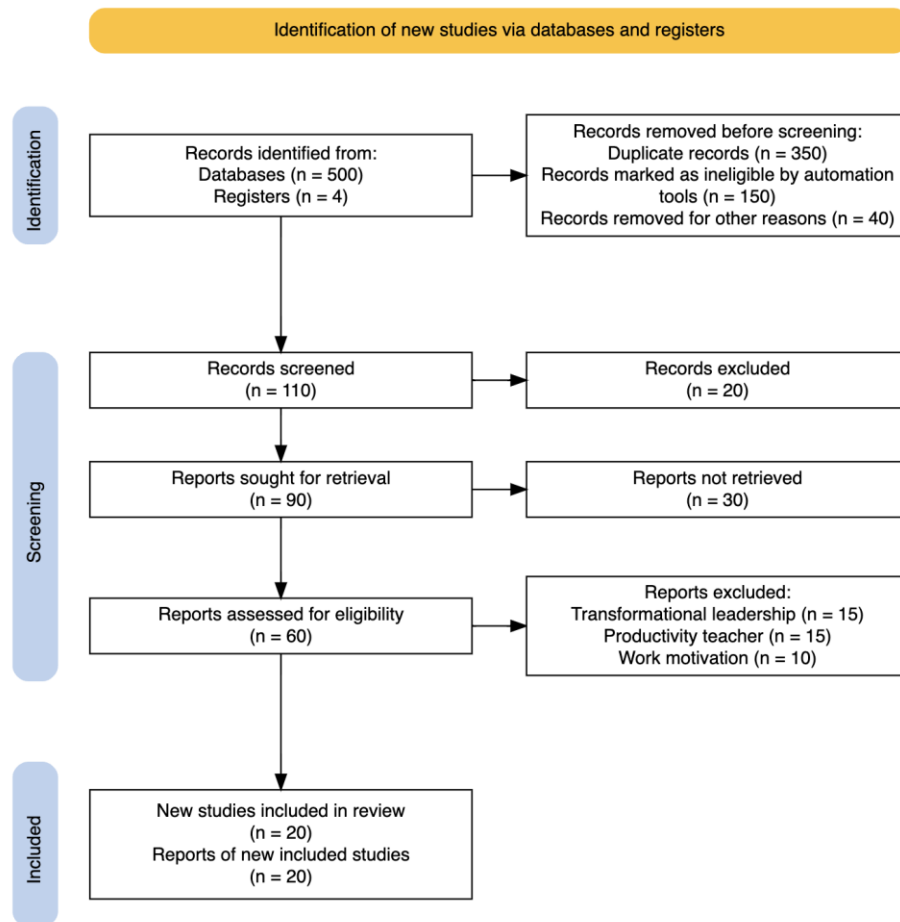 Identification of new studies via databases and registers
Identification
Records identified from:
Databases (n = 500)
Registers (n = 4)
Records removed before screening:
Duplicate records (n = 350)
Records marked as ineligible by automation
tools (n = 150)
Records removed for other reasons (n = 40)
Screening
Records screened
(n = 110)
Records excluded
(n = 20)
Reports sought for retrieval
(n = 90)
Reports not retrieved
(n = 30)
Reports assessed for eligibility
(n = 60)
Reports excluded:
Transformational leadership (n = 15)
Productivity teacher (n = 15)
Work motivation (n = 10)
Included
New studies included in review
(n = 20)
Reports of new included studies
(n = 20)